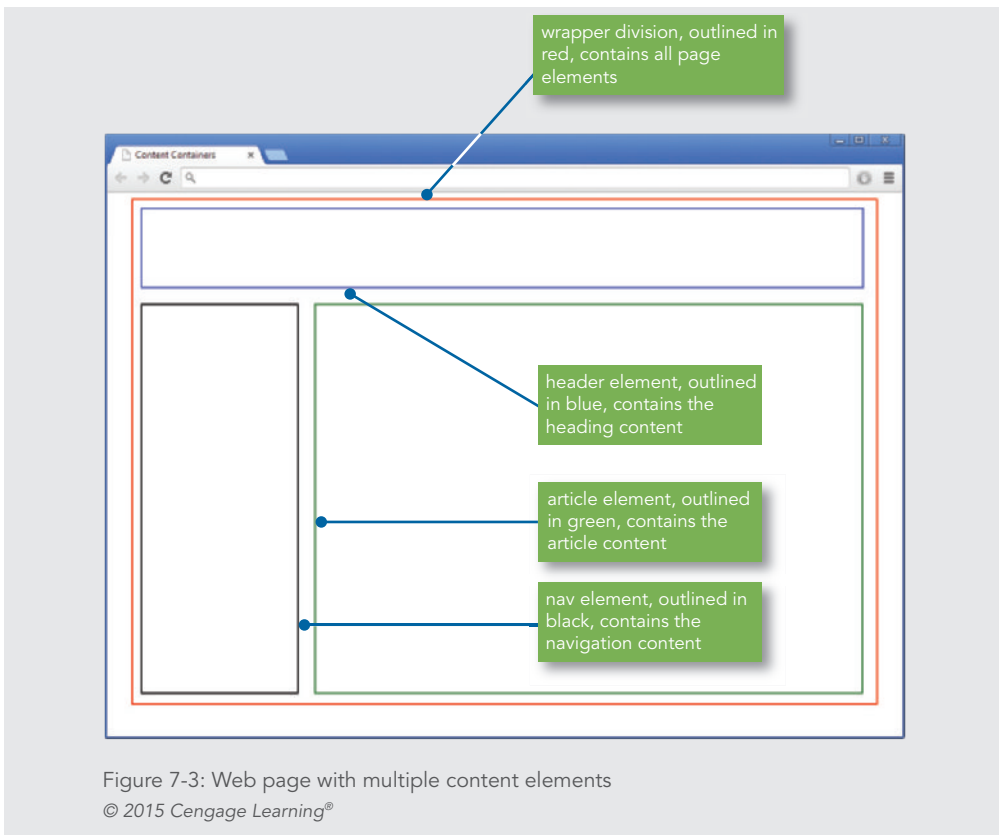 wrapper division, outlined in
red, contains all page
elements
Content Containers
header element, outlined
in blue, contains the
heading content
article element, outlined
in green, contains the
article content
nav element, outlined in
black, contains the
navigation content
Figure 7-3: Web page with multiple content elements
© 2015 Cengage Learning®